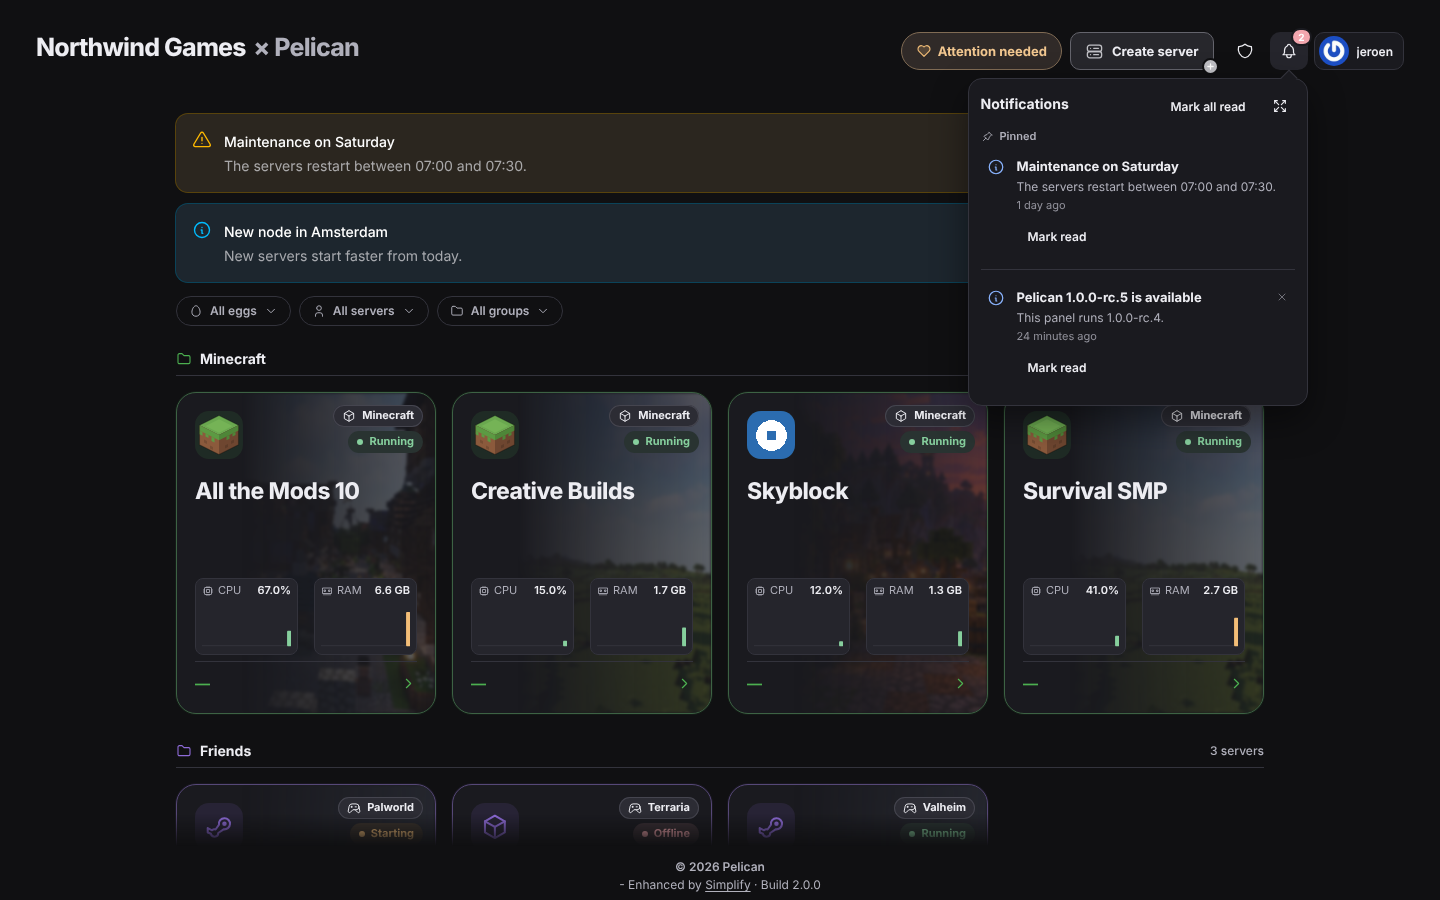 Northwind Games × Pelican
Attention needed
Create server
2
jeroen
Notifications
Mark all read
Pinned
Maintenance on Saturday
The servers restart between 07:00 and 07:30.
1 day ago
Mark read
Pelican 1.0.0-rc.5 is available
This panel runs 1.0.0-rc.4.
24 minutes ago
Mark read
Maintenance on Saturday
The servers restart between 07:00 and 07:30.
New node in Amsterdam
New servers start faster from today.
All eggs
All servers
All groups
Minecraft
Minecraft
Running
All the Mods 10
CPU 67.0%
RAM 6.6 GB
Minecraft
Running
Creative Builds
CPU 15.0%
RAM 1.7 GB
Minecraft
Running
Skyblock
CPU 12.0%
RAM 1.3 GB
Minecraft
Running
Survival SMP
CPU 41.0%
RAM 2.7 GB
Friends
3 servers
Palworld
Starting
Terraria
Offline
Valheim
Running
© 2026 Pelican
- Enhanced by Simplify · Build 2.0.0